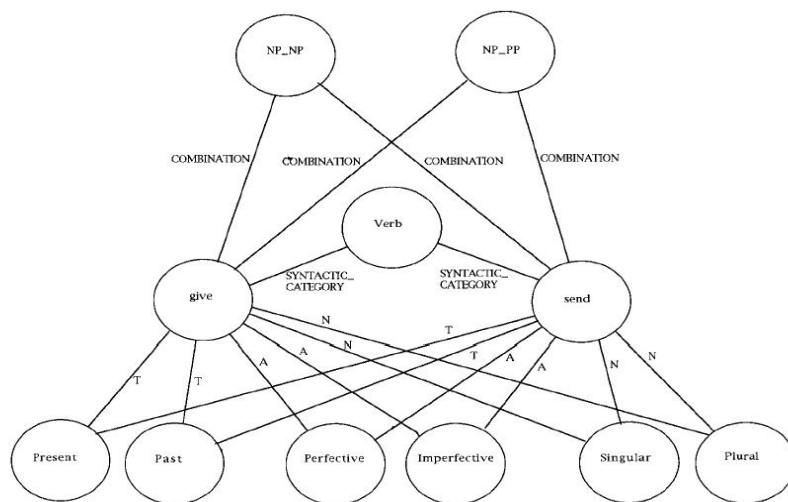 NP_NP
NP_PP
COMBINATION
COMBINATION
COMBINATION
COMBINATION
Verb
SYNTACTIC_
CATEGORY
SYNTACTIC_
CATEGORY
give
send
N
T
N
T
A
A
A
A
N
N
T
T
Present
Past
Perfective
Imperfective
Singular
Plural